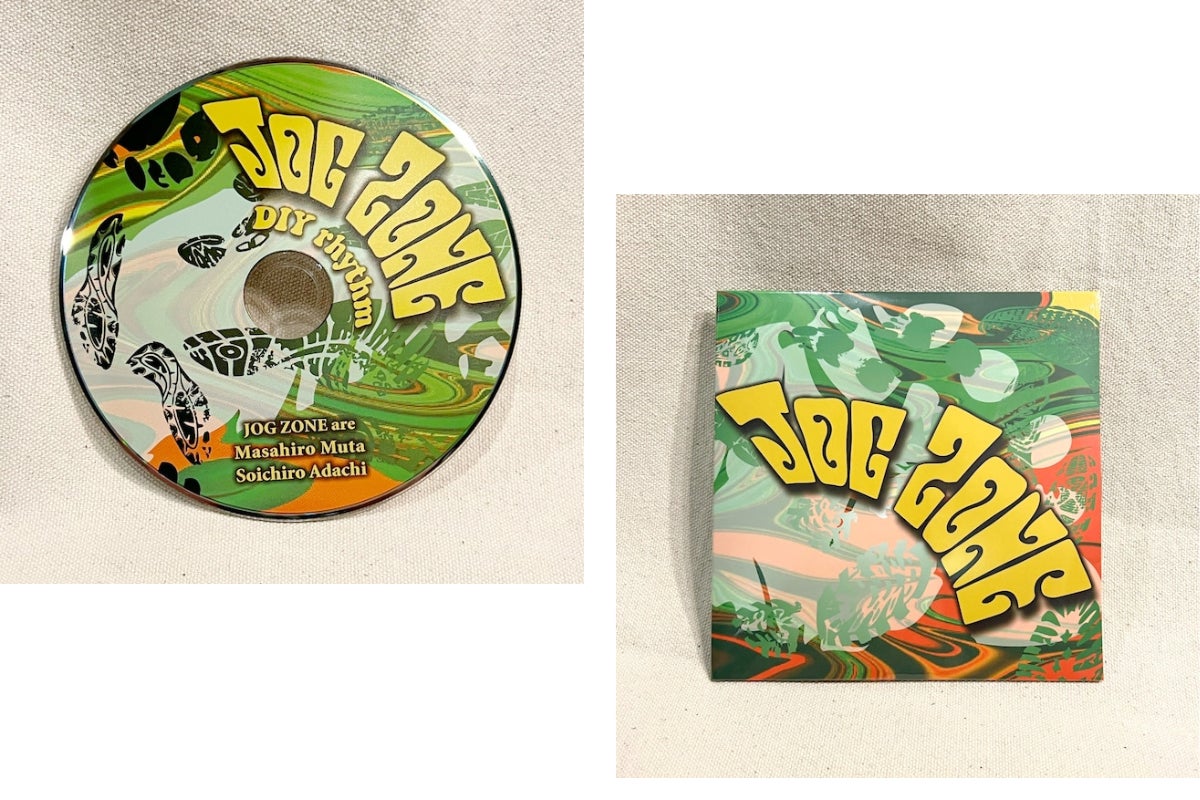 JOG ZONE
DIY rhythm
JOG ZONE are
Masahiro Muta
Soichiro Adachi
JOG ZONE